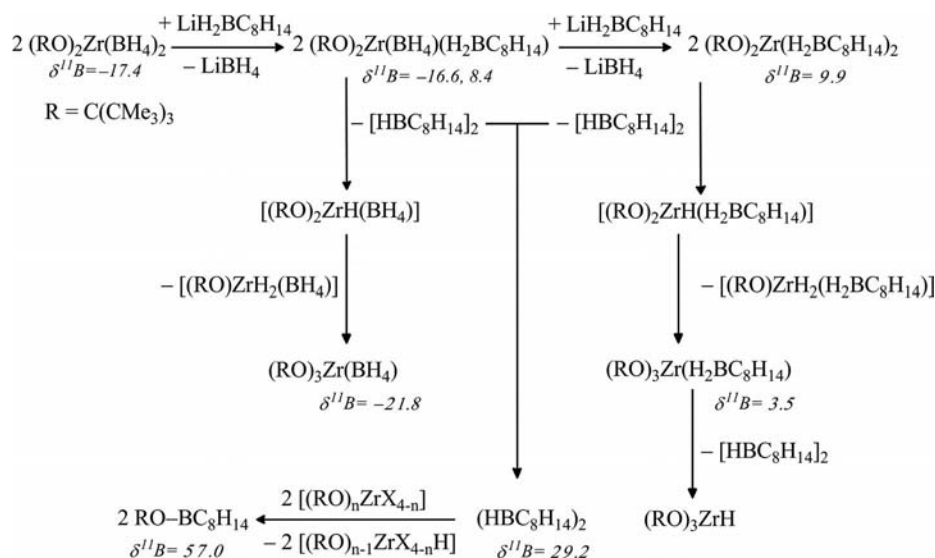 + LiH₂BC₈H₁₄ + LiH₂BC₈H₁₄
2 (RO)₂Zr(BH₄)₂ 2 (RO)₂Zr(BH₄)(H₂BC₈H₁₄) 2 (RO)₂Zr(H₂BC₈H₁₄)₂
δ¹¹B=−17.4 − LiBH₄ δ¹¹B= −16.6, 8.4 − LiBH₄ δ¹¹B= 9.9
R = C(CMe₃)₃
− [HBC₈H₁₄]₂ − [HBC₈H₁₄]₂
[(RO)₂ZrH(BH₄)] [(RO)₂ZrH(H₂BC₈H₁₄)]
− [(RO)ZrH₂(BH₄)] − [(RO)ZrH₂(H₂BC₈H₁₄)]
(RO)₃Zr(BH₄) (RO)₃Zr(H₂BC₈H₁₄)
δ¹¹B= −21.8 δ¹¹B= 3.5
− [HBC₈H₁₄]₂
2 [(RO)ₙZrX₄₋ₙ]
2 RO−BC₈H₁₄ (HBC₈H₁₄)₂ (RO)₃ZrH
δ¹¹B= 57.0 − 2 [(RO)ₙ₋₁ZrX₄₋ₙH] δ¹¹B= 29.2